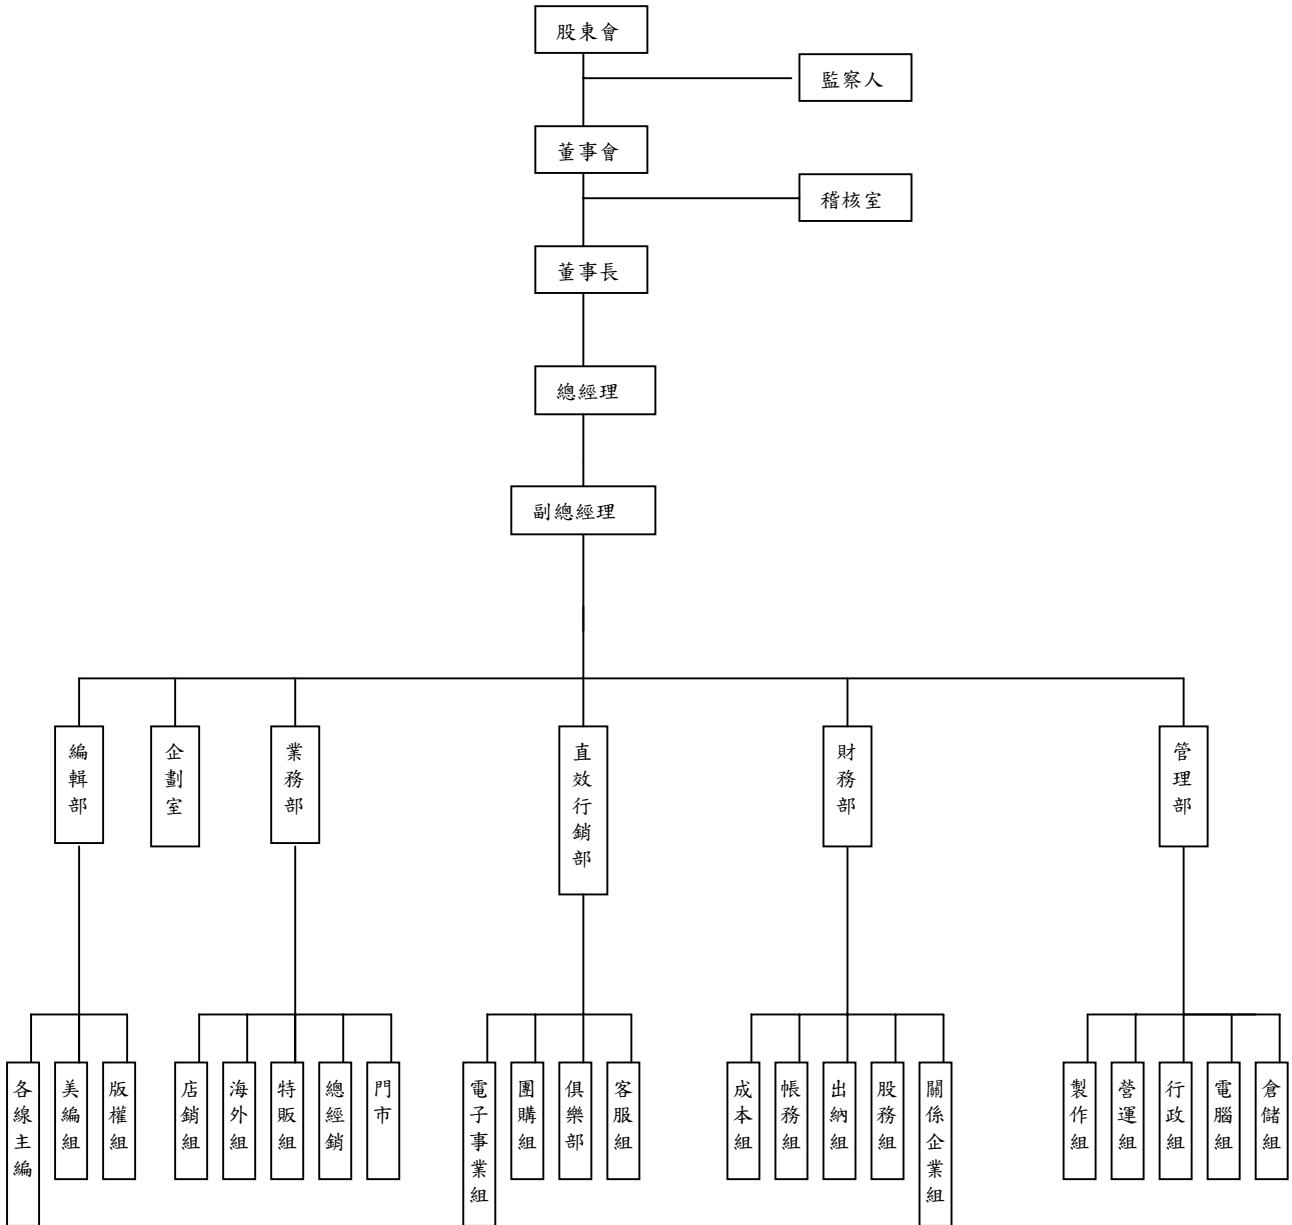 股東會
監察人
董事會
稽核室
董事長
總經理
副總經理
編輯部
企劃室
業務部
直效行銷部
財務部
管理部
各線主編
美編組
版權組
店銷組
海外組
特販組
總經銷
門市
電子事業組
團購組
俱樂部
客服組
成本組
帳務組
出納組
股務組
關係企業組
製作組
營運組
行政組
電腦組
倉儲組